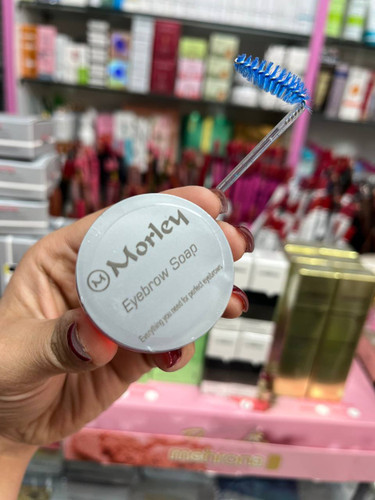 M Morley
Eyebrow Soap
Everything you need for perfect eyebrows